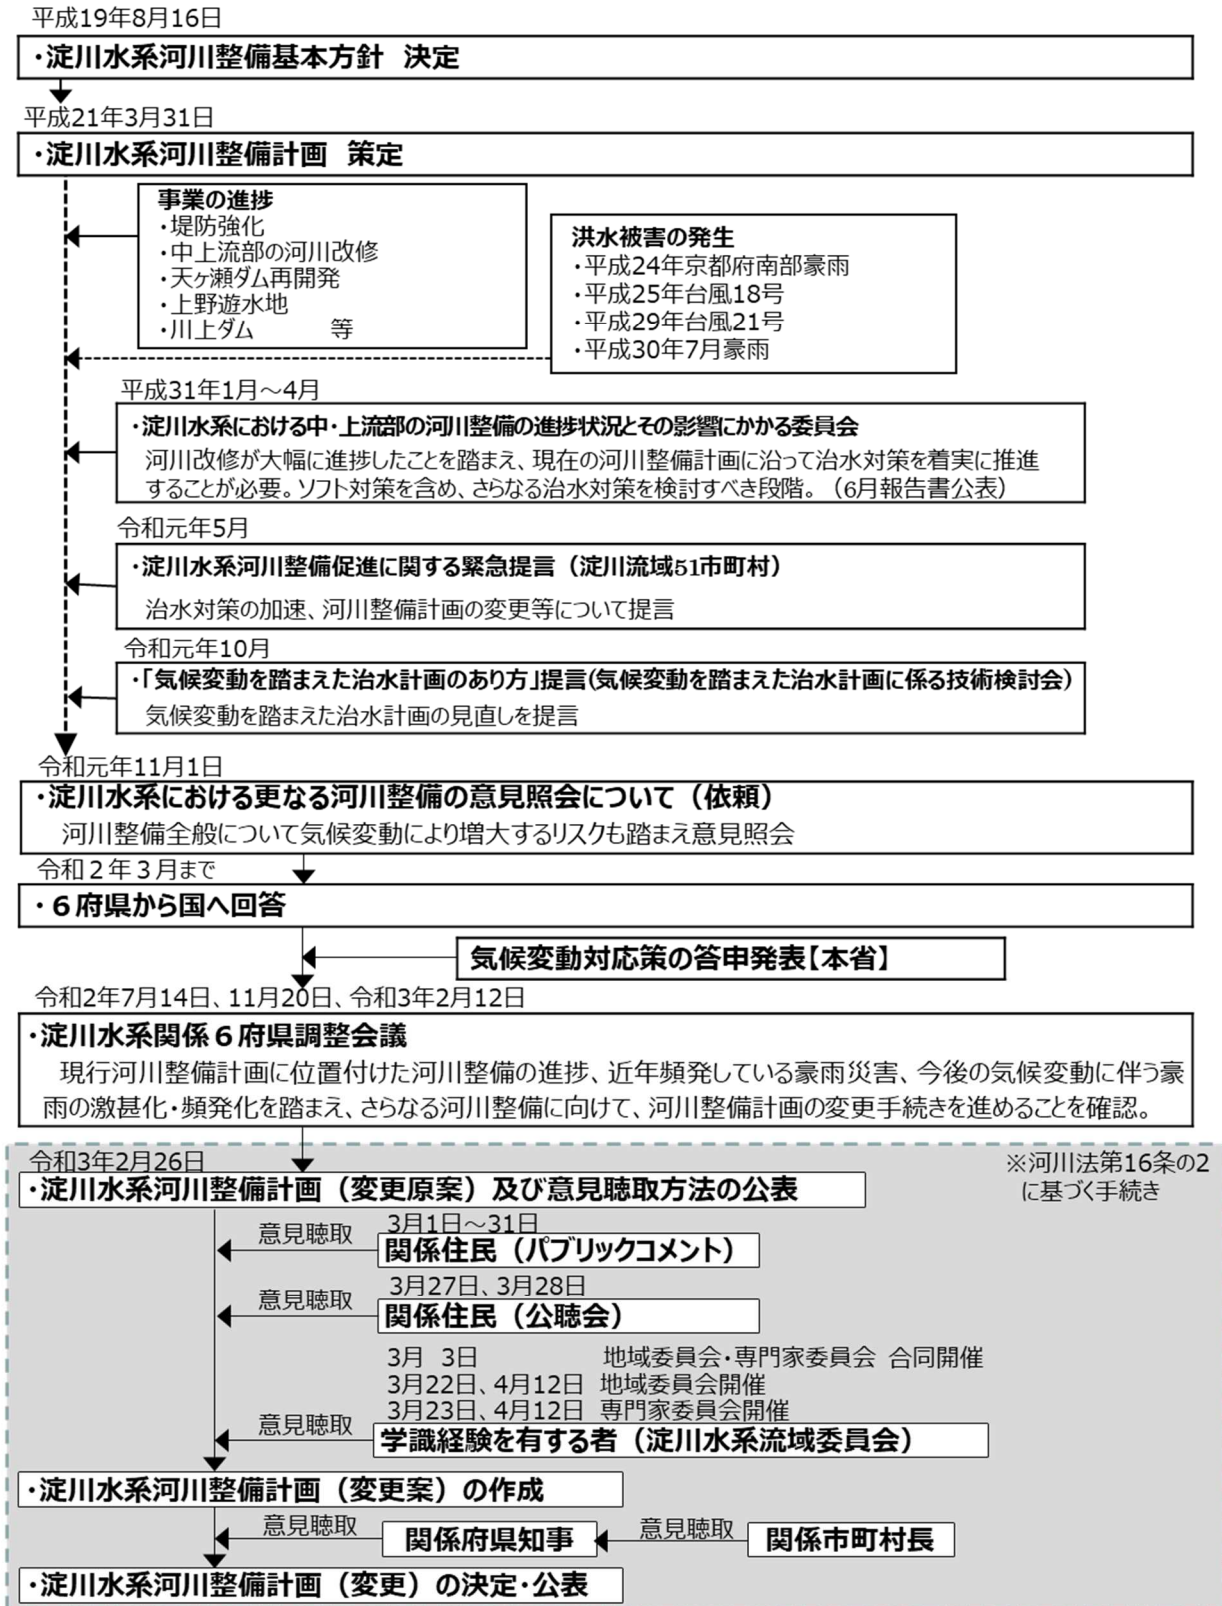 平成19年8月16日
・淀川水系河川整備基本方針 決定
平成21年3月31日
・淀川水系河川整備計画 策定
事業の進捗
・堤防強化
・中上流部の河川改修
・天ヶ瀬ダム再開発
・上野遊水地
・川上ダム 等
洪水被害の発生
・平成24年京都府南部豪雨
・平成25年台風18号
・平成29年台風21号
・平成30年7月豪雨
平成31年1月～4月
・淀川水系における中・上流部の河川整備の進捗状況とその影響にかかる委員会
河川改修が大幅に進捗したことを踏まえ、現在の河川整備計画に沿って治水対策を着実に推進
することが必要。ソフト対策を含め、さらなる治水対策を検討すべき段階。（6月報告書公表）
令和元年5月
・淀川水系河川整備促進に関する緊急提言（淀川流域51市町村）
治水対策の加速、河川整備計画の変更等について提言
令和元年10月
・「気候変動を踏まえた治水計画のあり方」提言(気候変動を踏まえた治水計画に係る技術検討会)
気候変動を踏まえた治水計画の見直しを提言
令和元年11月1日
・淀川水系における更なる河川整備の意見照会について（依頼）
河川整備全般について気候変動により増大するリスクも踏まえ意見照会
令和２年３月まで
・６府県から国へ回答
気候変動対応策の答申発表【本省】
令和2年7月14日、11月20日、令和3年2月12日
・淀川水系関係６府県調整会議
現行河川整備計画に位置付けた河川整備の進捗、近年頻発している豪雨災害、今後の気候変動に伴う豪
雨の激甚化・頻発化を踏まえ、さらなる河川整備に向けて、河川整備計画の変更手続きを進めることを確認。
令和3年2月26日
※河川法第16条の2
に基づく手続き
・淀川水系河川整備計画（変更原案）及び意見聴取方法の公表
3月1日～31日
意見聴取
関係住民（パブリックコメント）
3月27日、3月28日
意見聴取
関係住民（公聴会）
3月 3日 地域委員会・専門家委員会 合同開催
3月22日、4月12日 地域委員会開催
3月23日、4月12日 専門家委員会開催
意見聴取
学識経験を有する者（淀川水系流域委員会）
・淀川水系河川整備計画（変更案）の作成
意見聴取
関係府県知事
意見聴取
関係市町村長
・淀川水系河川整備計画（変更）の決定・公表